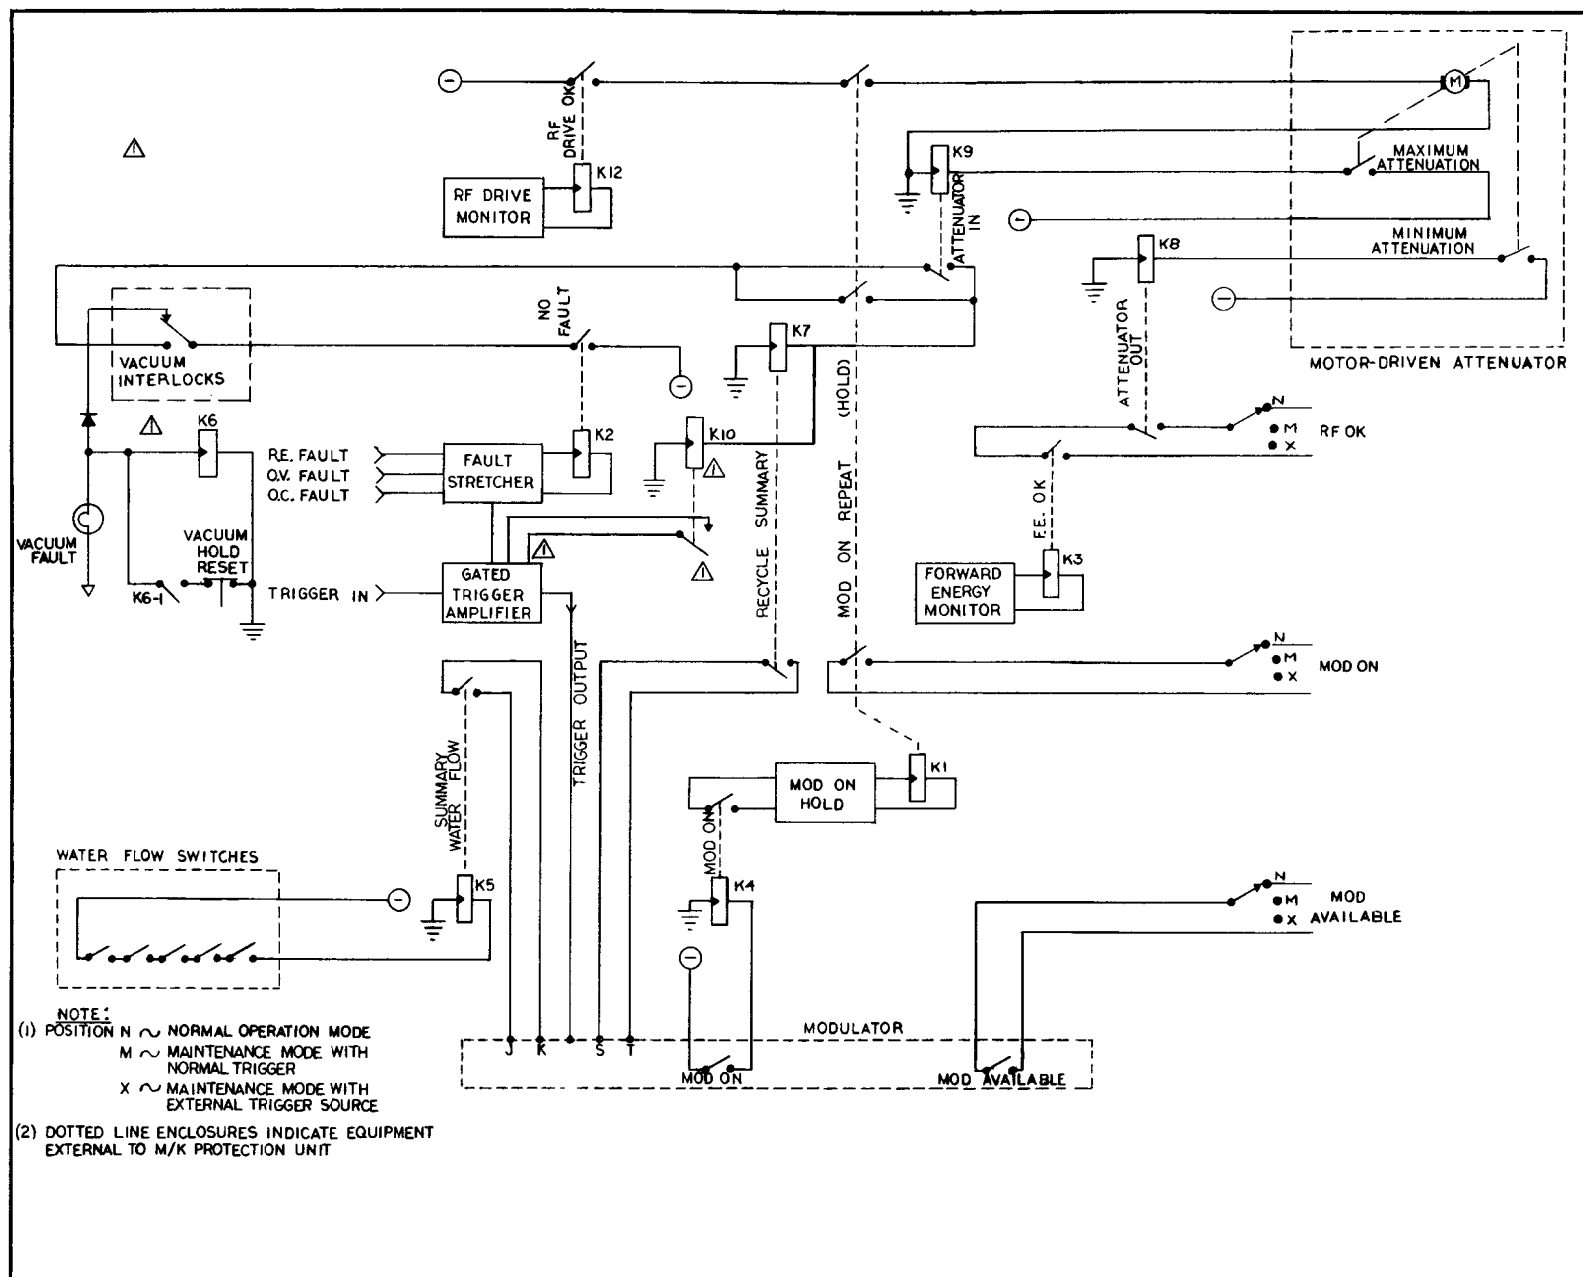 M
RF
DRIVE OK
K12
RF DRIVE
MONITOR
K9
ATTENUATOR
IN
MAXIMUM
ATTENUATION
MINIMUM
ATTENUATION
K8
ATTENUATOR
OUT
MOTOR-DRIVEN ATTENUATOR
NO
FAULT
K7
VACUUM
INTERLOCKS
K6
K2
K10
R.E. FAULT
O.V. FAULT
O.C. FAULT
FAULT
STRETCHER
RECYCLE SUMMARY
MOD ON REPEAT (HOLD)
N
M
X
RF OK
F.E. OK
K3
FORWARD
ENERGY
MONITOR
VACUUM
FAULT
VACUUM
HOLD
RESET
K6-1
TRIGGER IN
GATED
TRIGGER
AMPLIFIER
TRIGGER OUTPUT
N
M
X
MOD ON
SUMMARY
WATER FLOW
K1
MOD ON
HOLD
MOD ON
K4
WATER FLOW SWITCHES
K5
N
M
X
MOD
AVAILABLE
MODULATOR
J K S T
MOD ON
MOD AVAILABLE
NOTE:
(1) POSITION N ~ NORMAL OPERATION MODE
M ~ MAINTENANCE MODE WITH
NORMAL TRIGGER
X ~ MAINTENANCE MODE WITH
EXTERNAL TRIGGER SOURCE
(2) DOTTED LINE ENCLOSURES INDICATE EQUIPMENT
EXTERNAL TO M/K PROTECTION UNIT